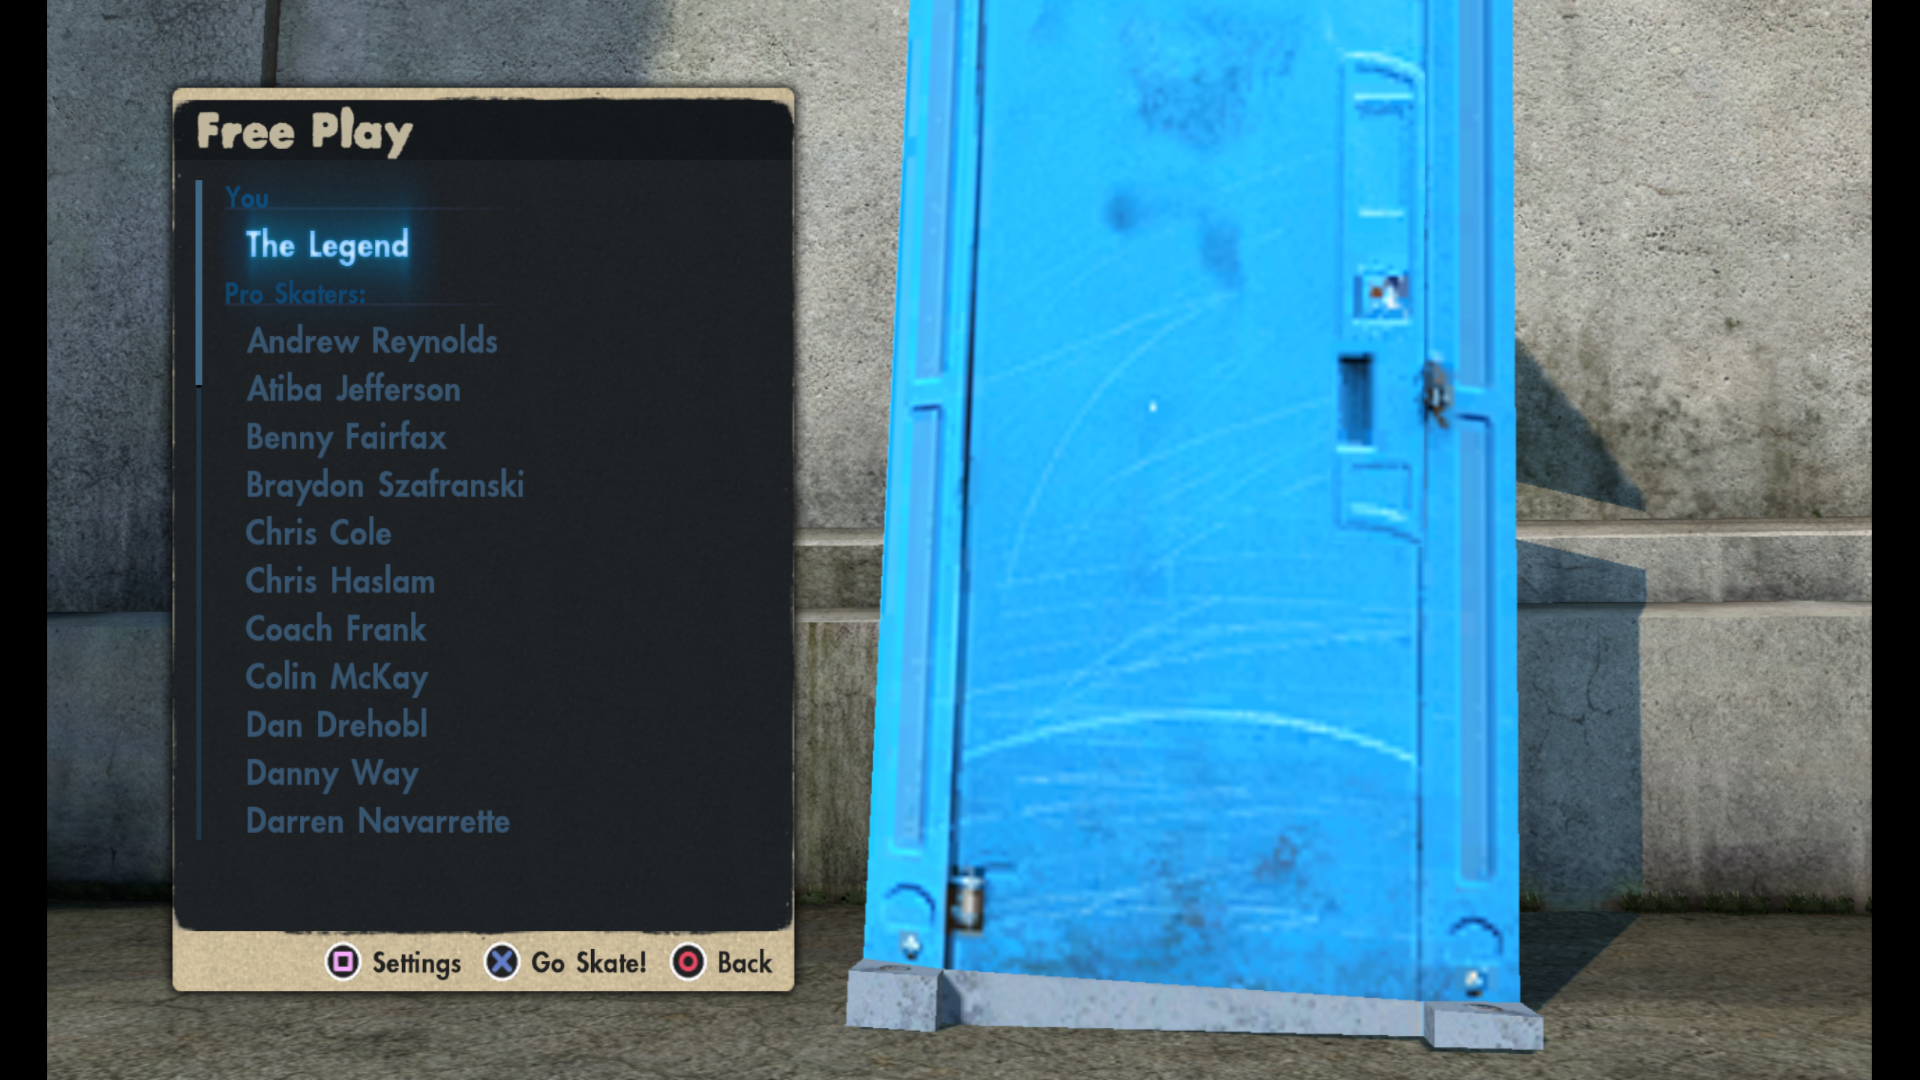 Free Play
You
The Legend
Pro Skaters:
Andrew Reynolds
Atiba Jefferson
Benny Fairfax
Braydon Szafranski
Chris Cole
Chris Haslam
Coach Frank
Colin McKay
Dan Drehobl
Danny Way
Darren Navarrette
Settings Go Skate! Back